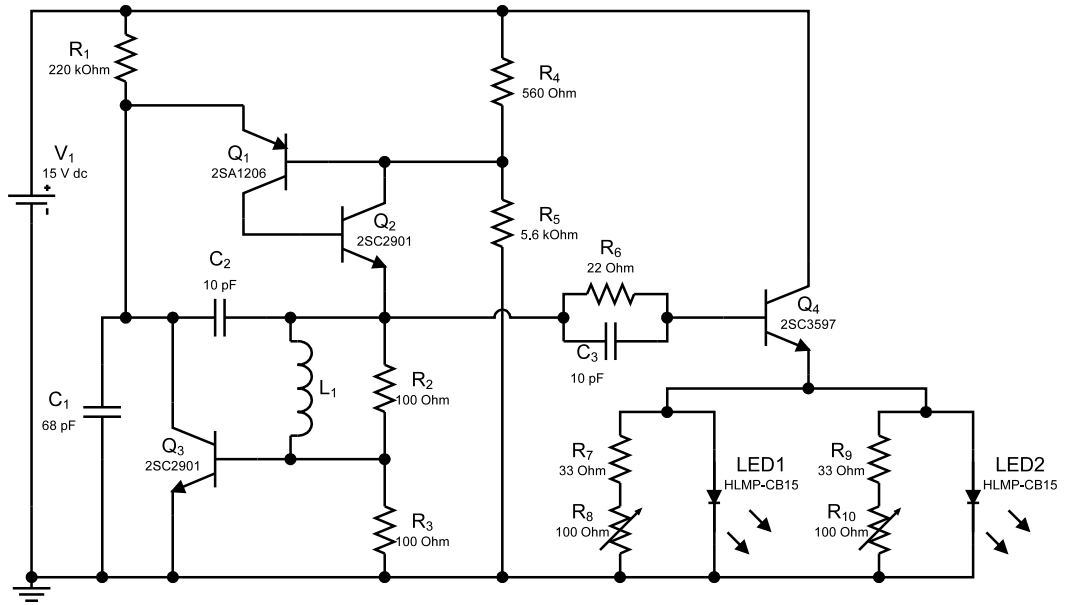 R1
220 kOhm
R4
560 Ohm
V1
15 V dc
Q1
2SA1206
Q2
2SC2901
R5
5.6 kOhm
C2
10 pF
R6
22 Ohm
Q4
2SC3597
C3
10 pF
C1
68 pF
L1
R2
100 Ohm
Q3
2SC2901
R7
33 Ohm
LED1
HLMP-CB15
R9
33 Ohm
LED2
HLMP-CB15
R3
100 Ohm
R8
100 Ohm
R10
100 Ohm